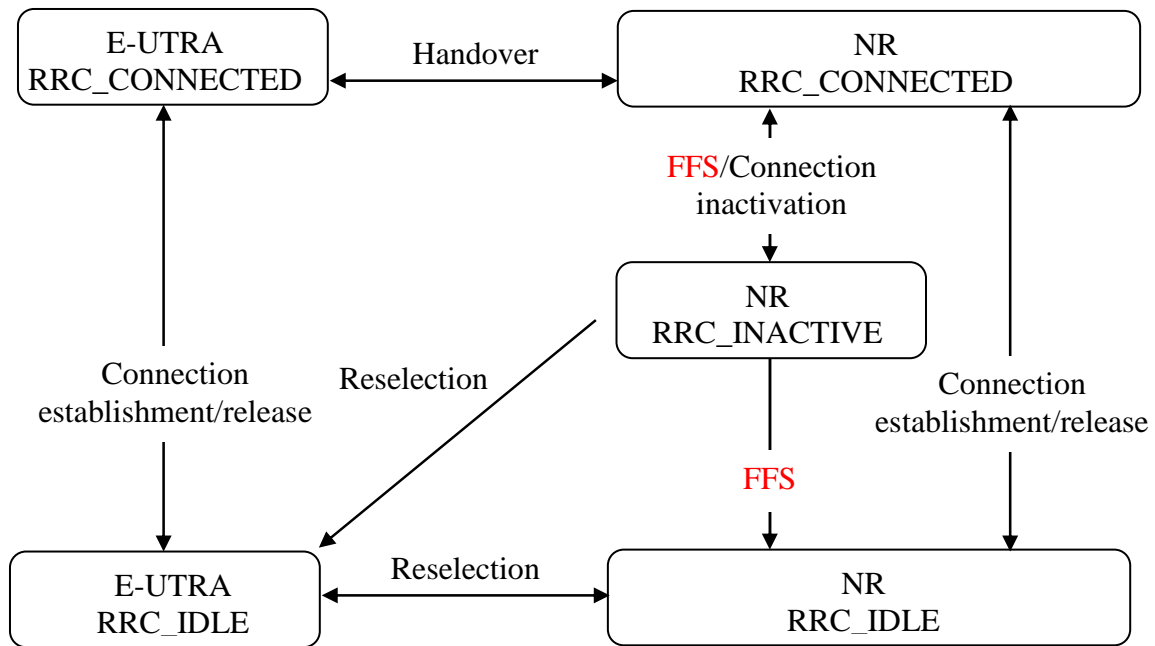 E-UTRA
RRC_CONNECTED
Handover
NR
RRC_CONNECTED
FFS/Connection
inactivation
NR
RRC_INACTIVE
Connection
establishment/release
Reselection
Connection
establishment/release
FFS
E-UTRA
RRC_IDLE
Reselection
NR
RRC_IDLE